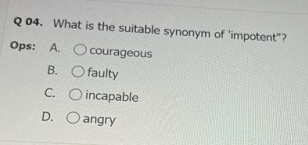 Q 04. What is the suitable synonym of 'impotent"?
Ops: A. courageous
B. faulty
C. incapable
D. angry